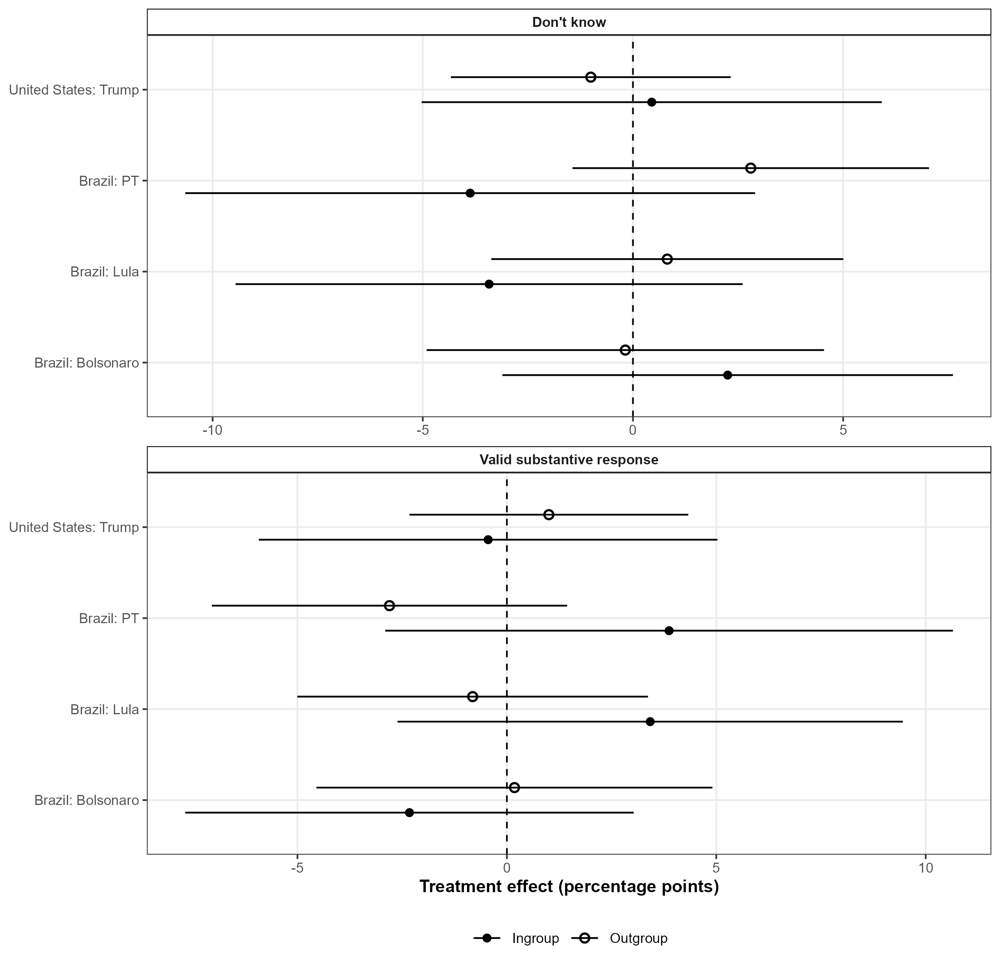 Don't know
United States: Trump
Brazil: PT
Brazil: Lula
Brazil: Bolsonaro
-10 -5 0 5
Valid substantive response
United States: Trump
Brazil: PT
Brazil: Lula
Brazil: Bolsonaro
-5 0 5 10
Treatment effect (percentage points)
Ingroup Outgroup